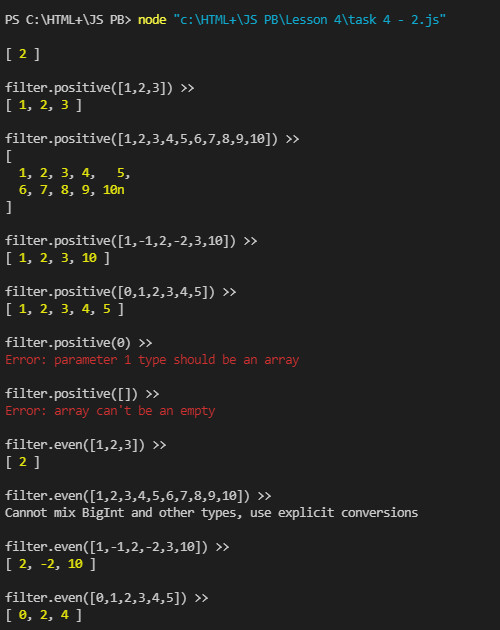 PS C:\HTML+\JS PB> node "c:\HTML+\JS PB\Lesson 4\task 4 - 2.js"
[ 2 ]
filter.positive([1,2,3]) >>
[ 1, 2, 3 ]
filter.positive([1,2,3,4,5,6,7,8,9,10]) >>
[
  1, 2, 3, 4,   5,
  6, 7, 8, 9, 10n
]
filter.positive([1,-1,2,-2,3,10]) >>
[ 1, 2, 3, 10 ]
filter.positive([0,1,2,3,4,5]) >>
[ 1, 2, 3, 4, 5 ]
filter.positive(0) >>
Error: parameter 1 type should be an array
filter.positive([]) >>
Error: array can't be an empty
filter.even([1,2,3]) >>
[ 2 ]
filter.even([1,2,3,4,5,6,7,8,9,10]) >>
Cannot mix BigInt and other types, use explicit conversions
filter.even([1,-1,2,-2,3,10]) >>
[ 2, -2, 10 ]
filter.even([0,1,2,3,4,5]) >>
[ 0, 2, 4 ]